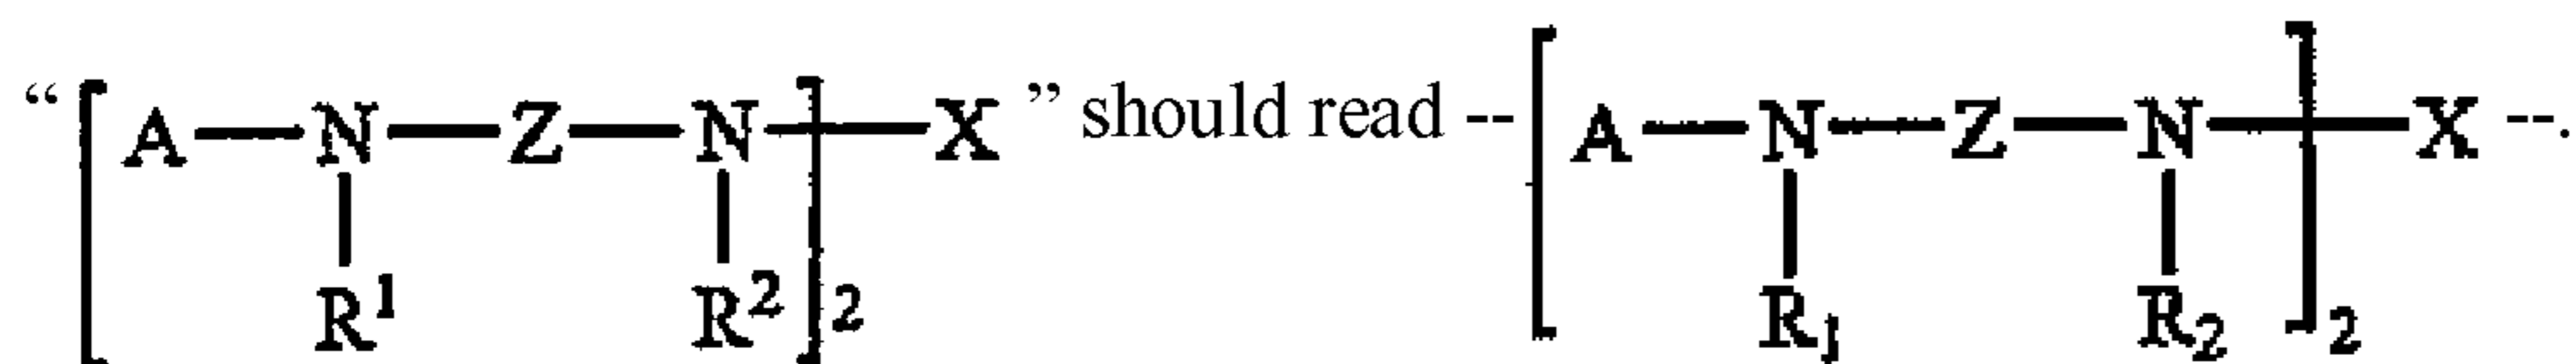 “ [ A—N—Z—N ]—X ” should read --[ A—N—Z—N ]—X --.
R¹ R² 2 R₁ R₂ 2